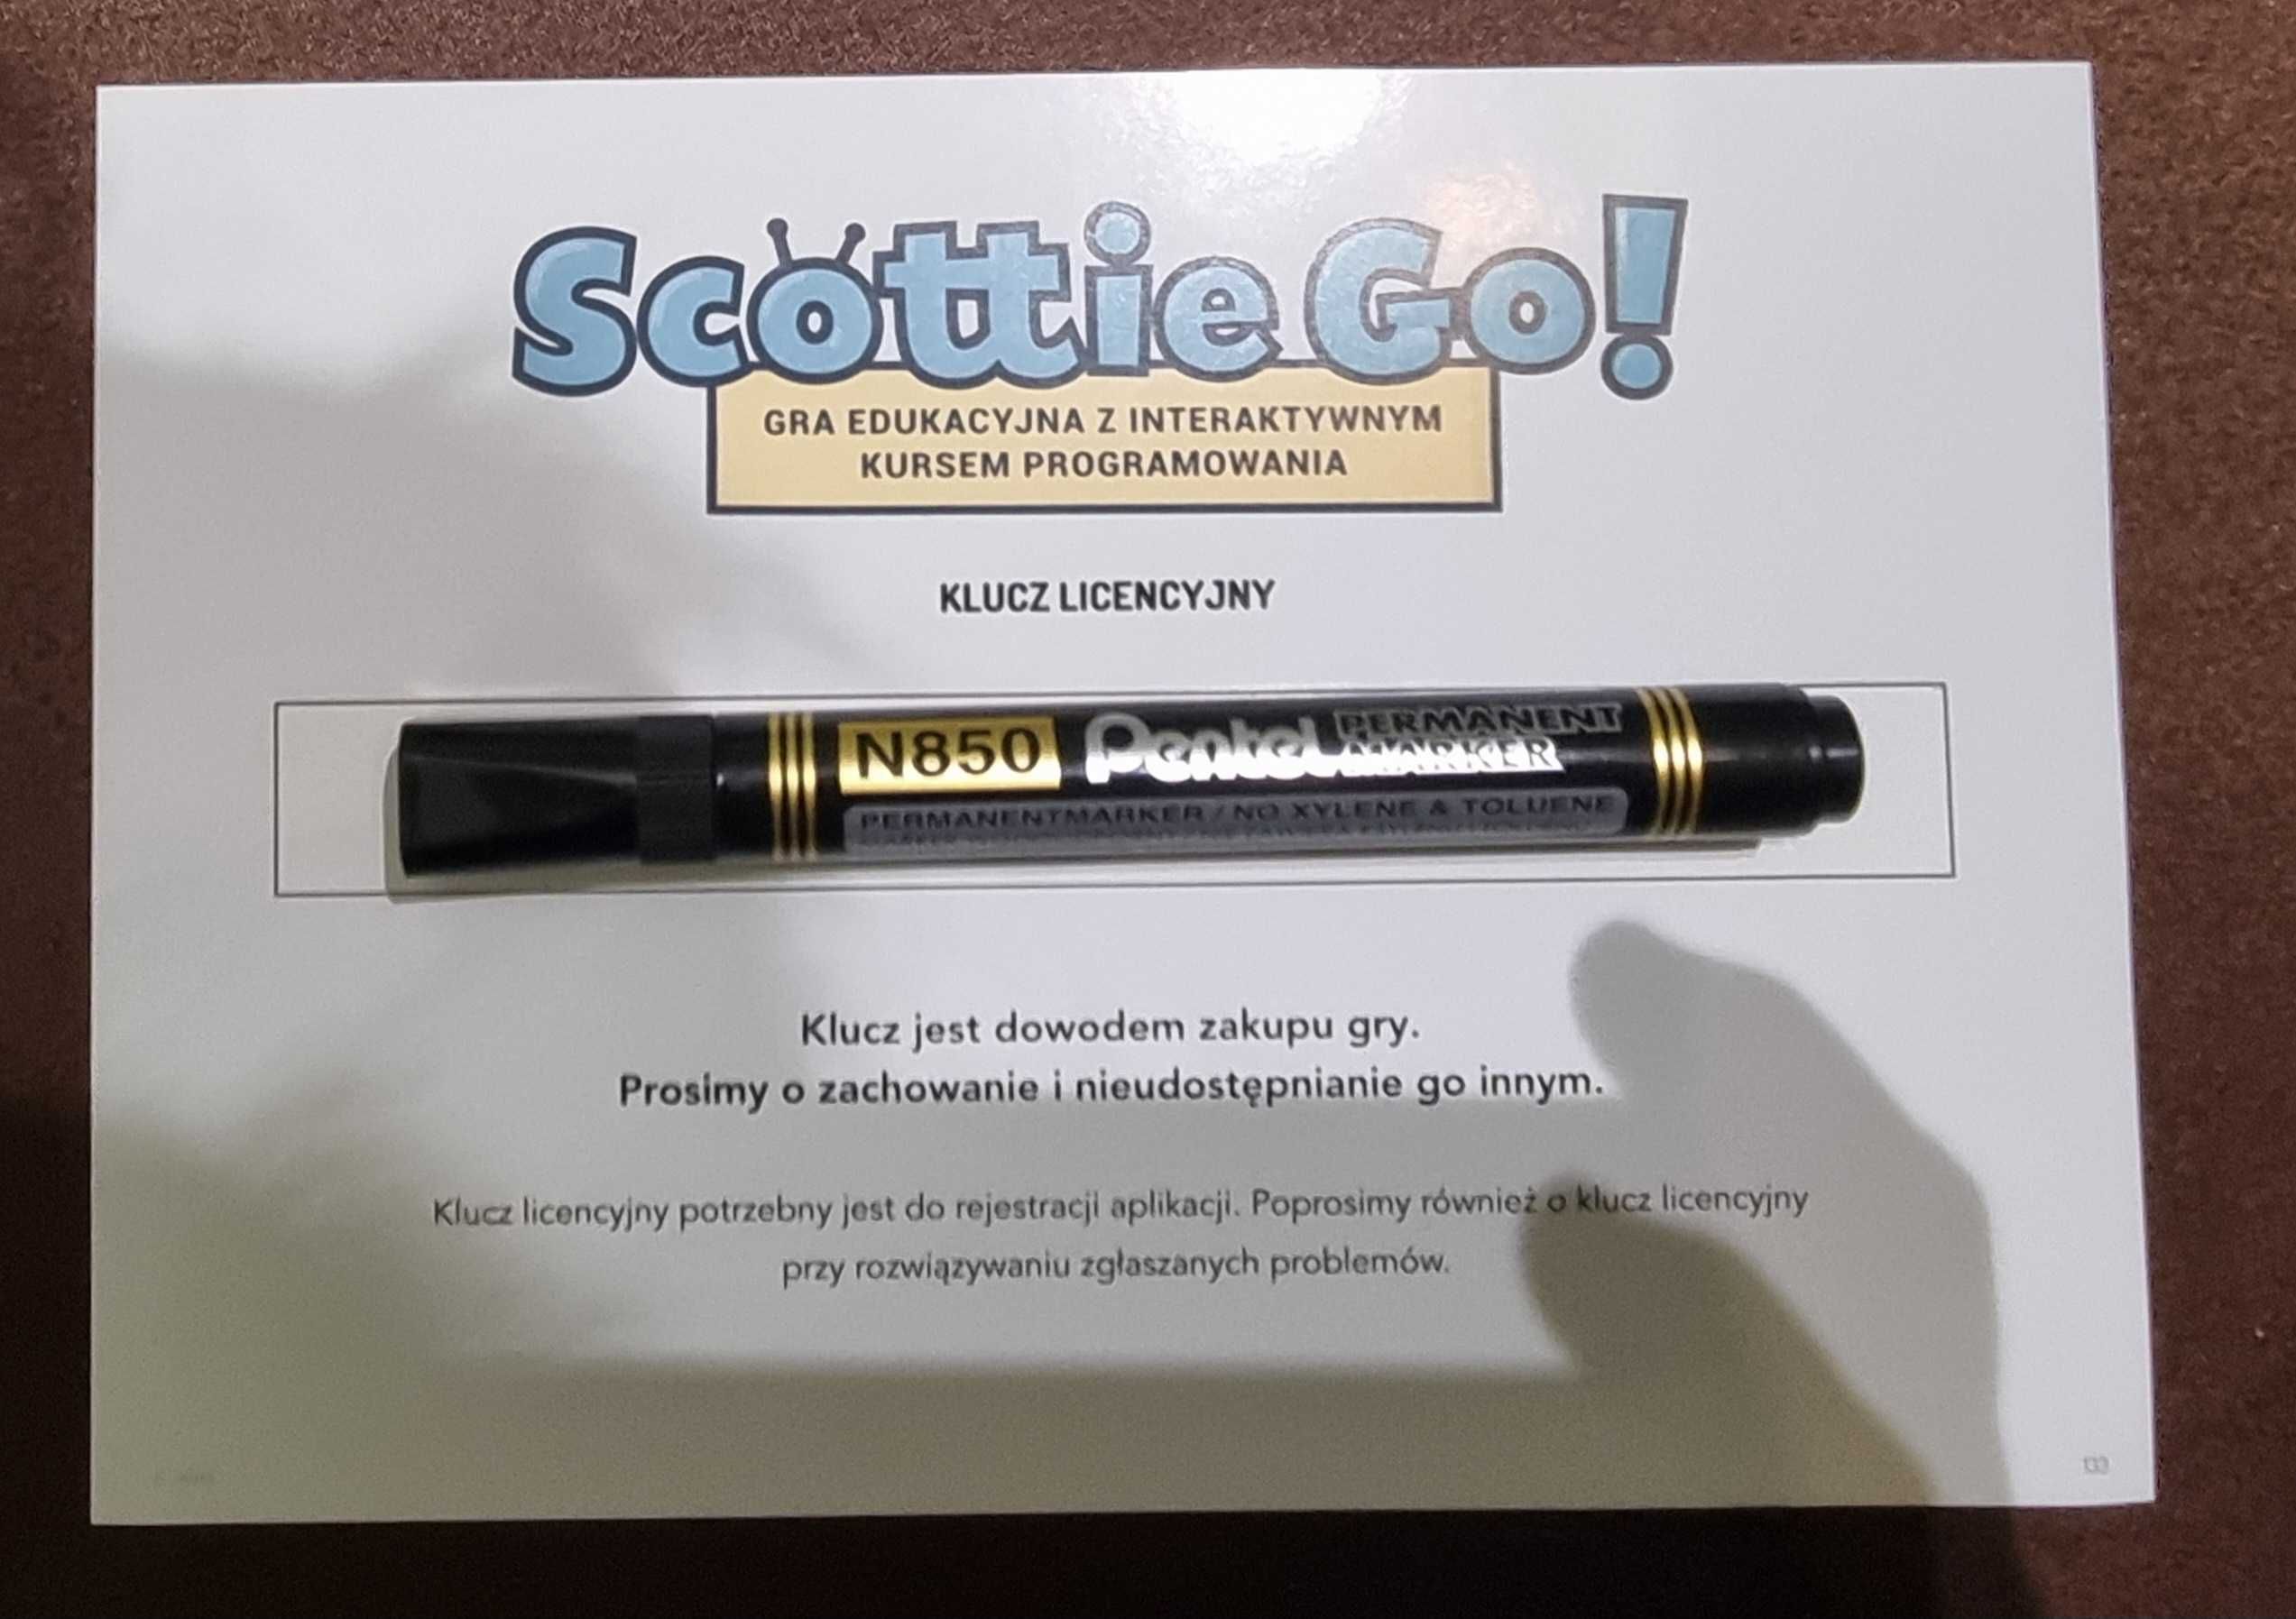 Scottie Go!
GRA EDUKACYJNA Z INTERAKTYWNYM
KURSEM PROGRAMOWANIA
KLUCZ LICENCYJNY
N850 Pentel PERMANENT
MARKER
PERMANENTMARKER / NO XYLENE & TOLUENE
Klucz jest dowodem zakupu gry.
Prosimy o zachowanie i nieudostępnianie go innym.
Klucz licencyjny potrzebny jest do rejestracji aplikacji. Poprosimy również o klucz licencyjny
przy rozwiązywaniu zgłaszanych problemów.